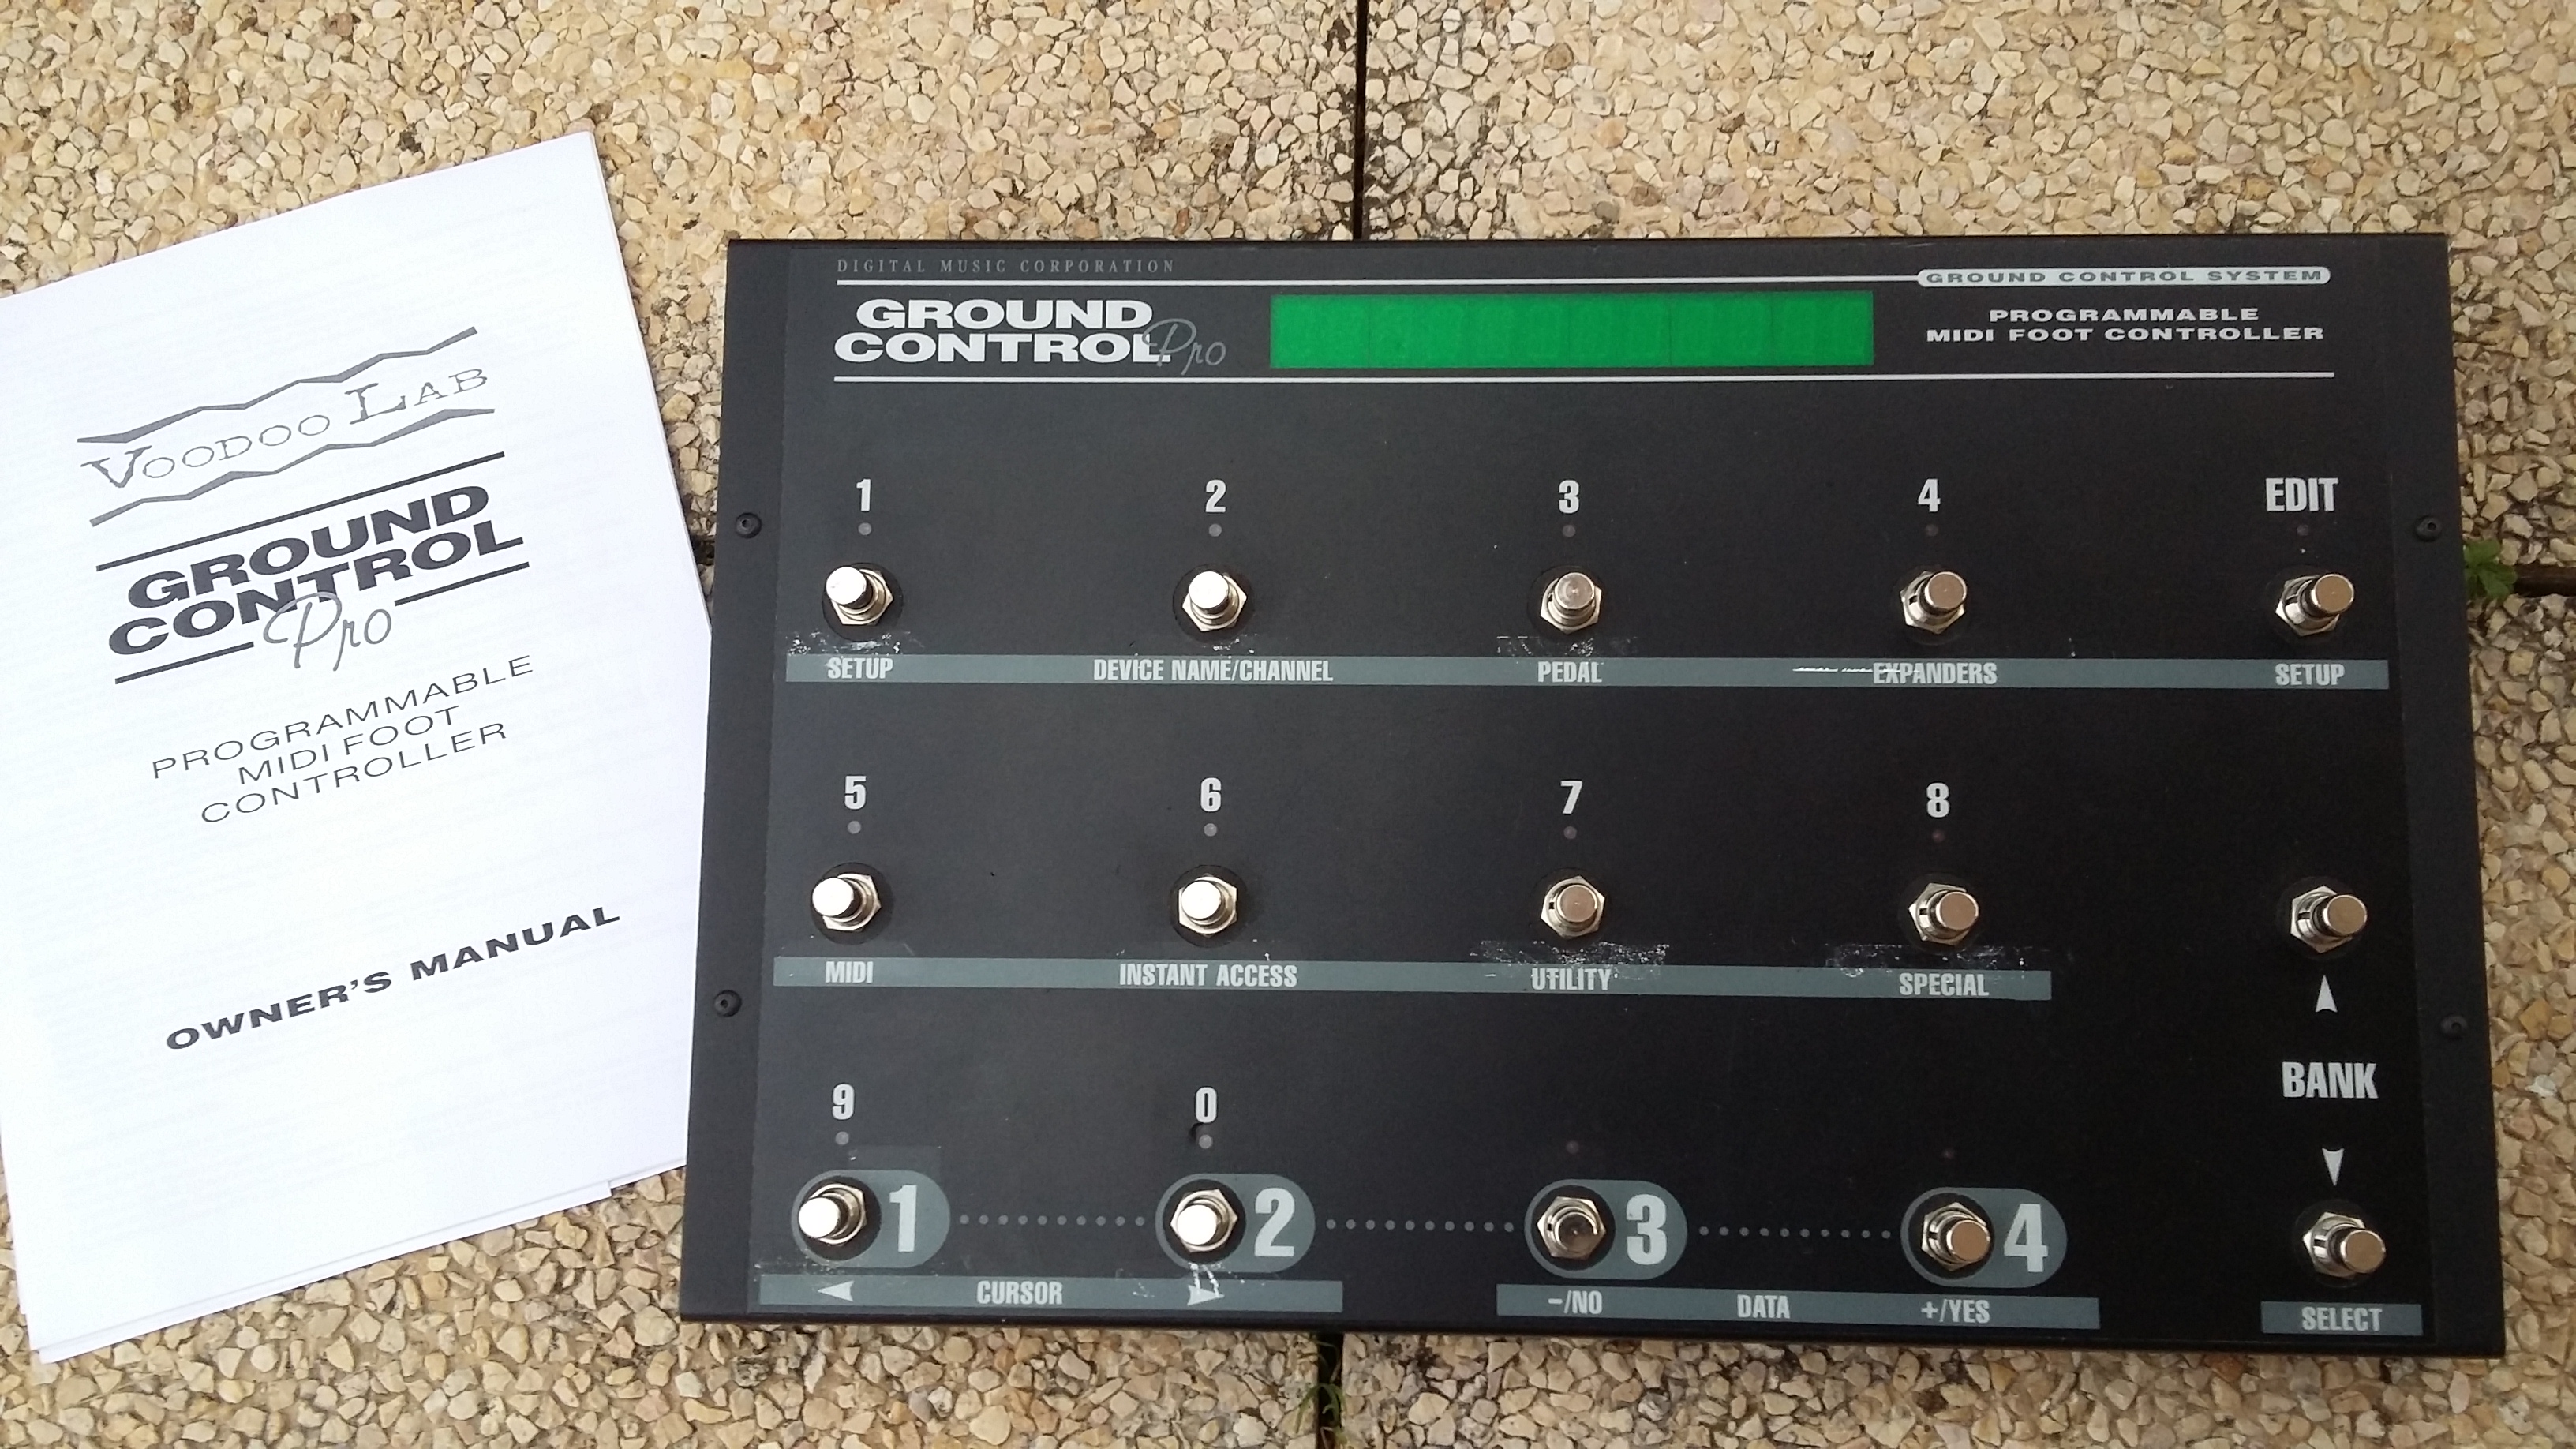 VOODOO LAB
GROUND
CONTROL
Pro
PROGRAMMABLE
MIDI FOOT
CONTROLLER
OWNER'S MANUAL
DIGITAL MUSIC CORPORATION
GROUND CONTROL SYSTEM
GROUND
CONTROL Pro
PROGRAMMABLE
MIDI FOOT CONTROLLER
1 2 3 4 EDIT
SETUP DEVICE NAME/CHANNEL PEDAL EXPANDERS SETUP
5 6 7 8
MIDI INSTANT ACCESS UTILITY SPECIAL
BANK
9 0
1 2 3 4
CURSOR -/NO DATA +/YES SELECT